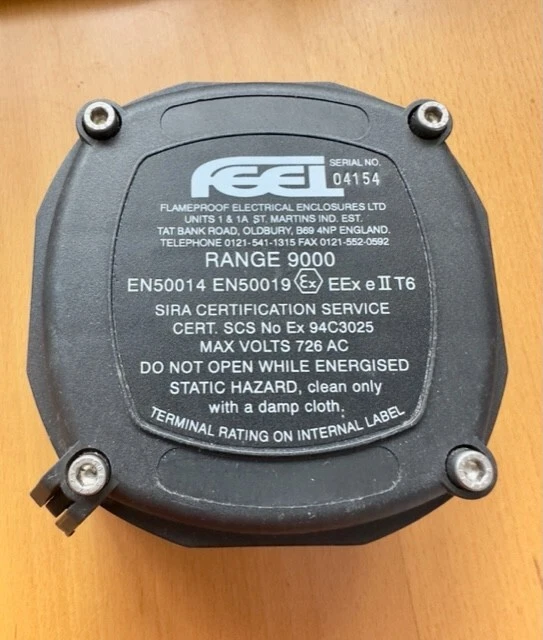 FEEL SERIAL NO.
04154
FLAMEPROOF ELECTRICAL ENCLOSURES LTD
UNITS 1 & 1A ST. MARTINS IND. EST.
TAT BANK ROAD, OLDBURY, B69 4NP ENGLAND.
TELEPHONE 0121-541-1315 FAX 0121-552-0592
RANGE 9000
EN50014 EN50019 Ex EEx e II T6
SIRA CERTIFICATION SERVICE
CERT. SCS No Ex 94C3025
MAX VOLTS 726 AC
DO NOT OPEN WHILE ENERGISED
STATIC HAZARD, clean only
with a damp cloth.
TERMINAL RATING ON INTERNAL LABEL